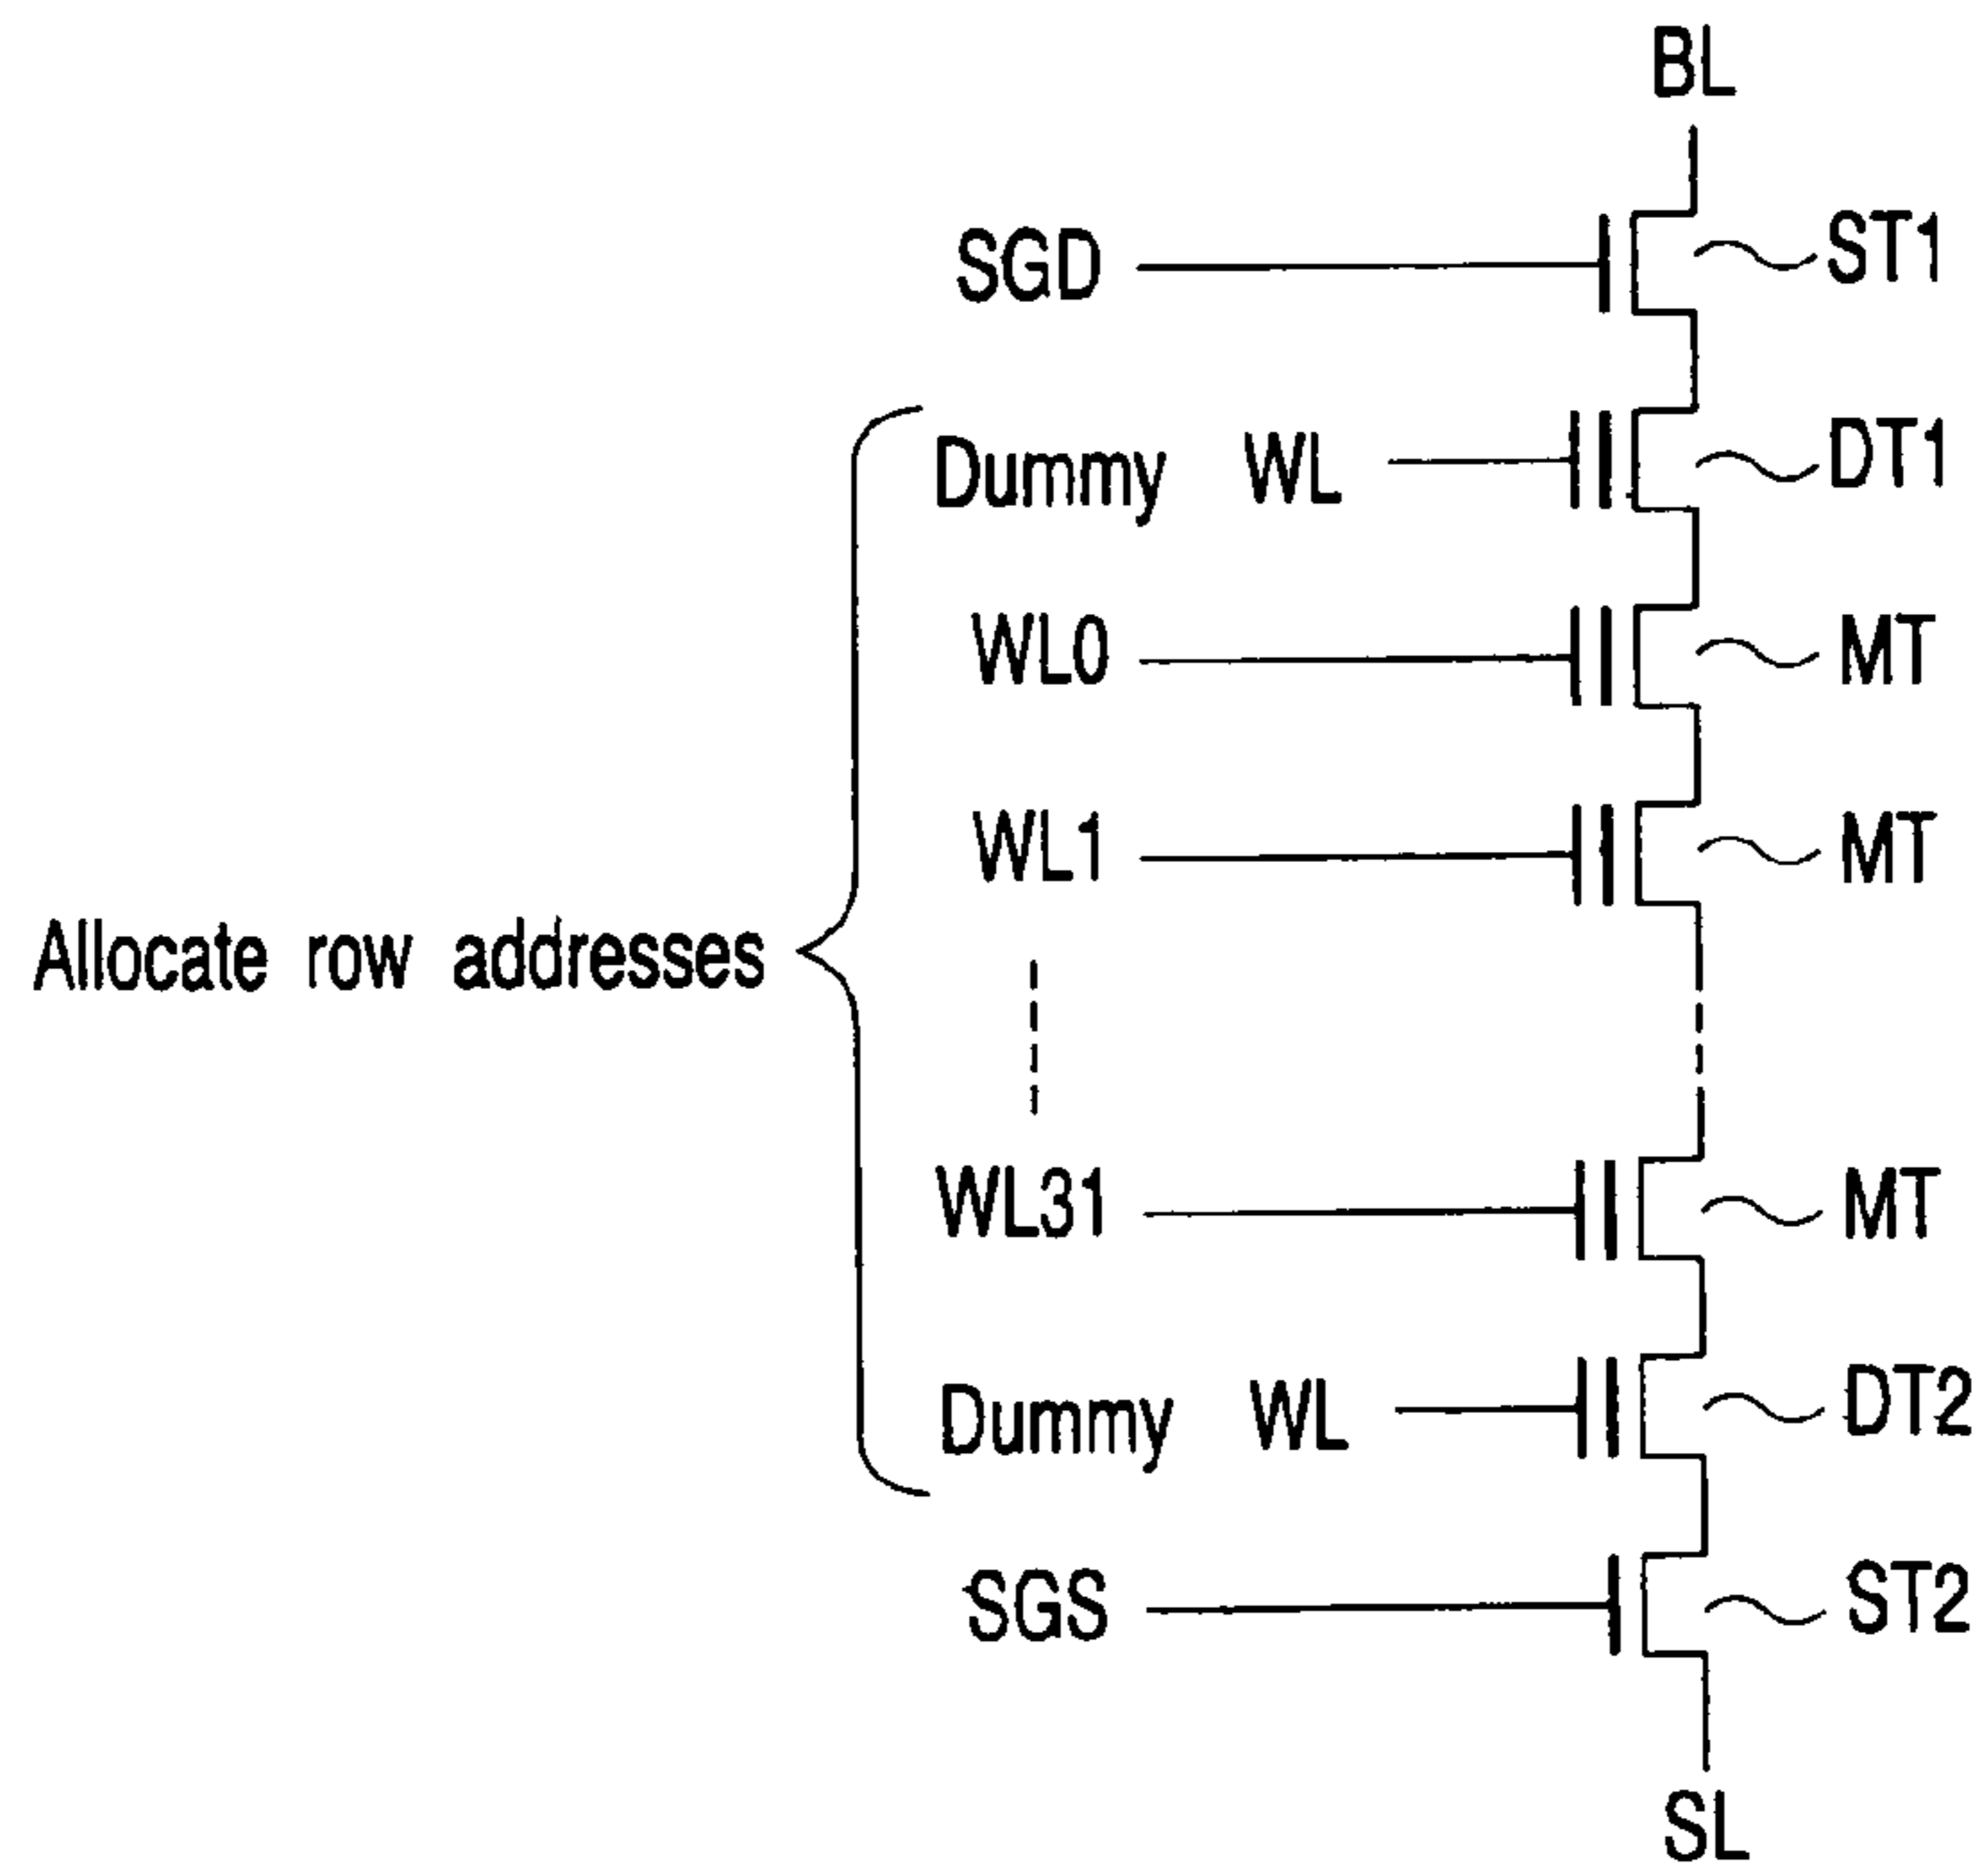 BL
SGD ST1
Dummy WL DT1
WL0 MT
WL1 MT
Allocate row addresses
WL31 MT
Dummy WL DT2
SGS ST2
SL